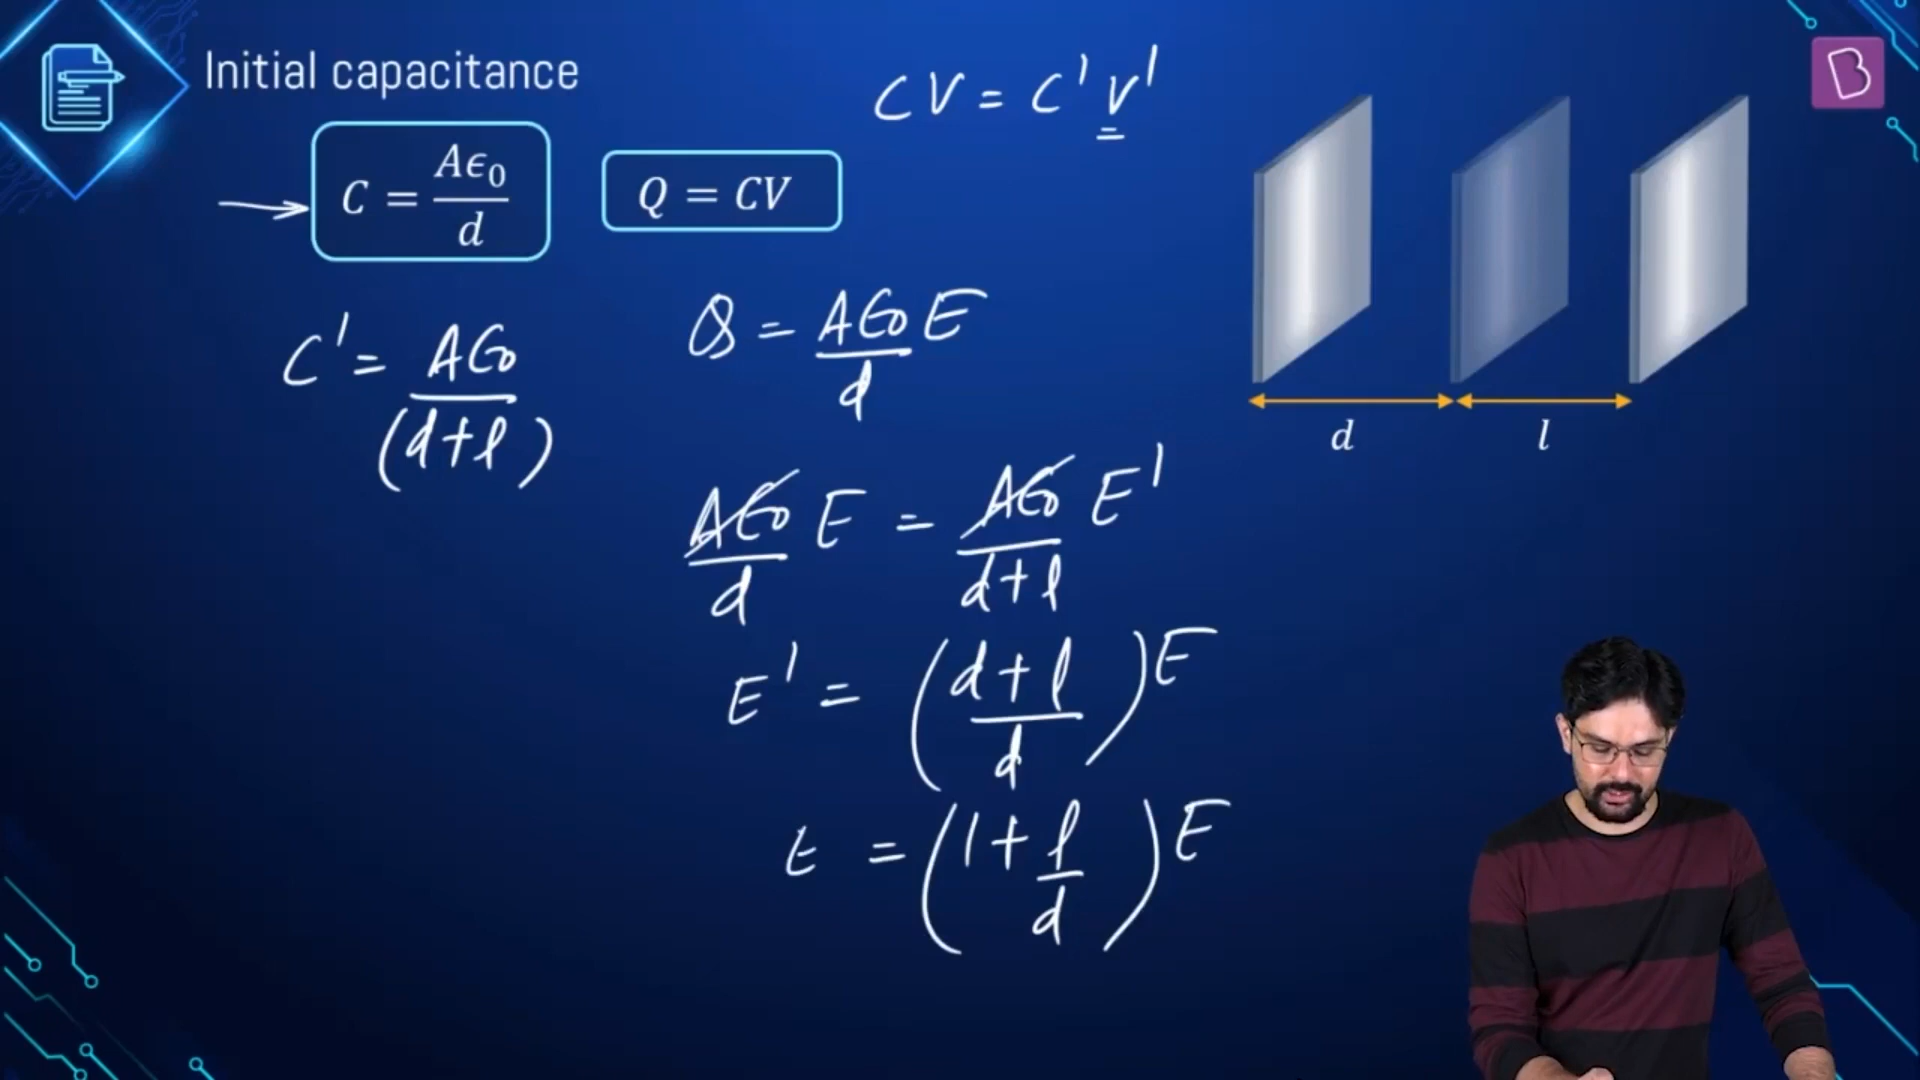 Initial capacitance
CV = C'V'
C = Aϵ₀/d
Q = CV
C' = Aϵ₀/(d+l)
Q = Aϵ₀/d E
d
l
Aϵ₀/d E = Aϵ₀/d+l E'
E' = (d+l/d)E
E = (1+l/d)E
B